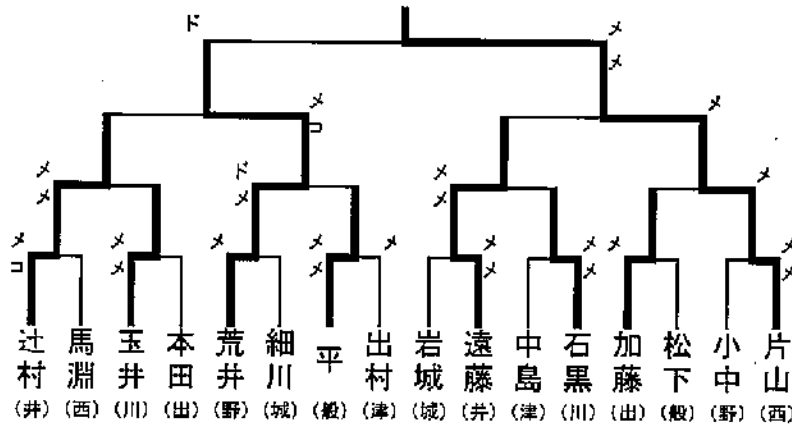 ド メ
メ
メ メ
コ
メ ド メ メ
メ メ メ
メ メ メ メ メ メ メ メ メ
コ メ メ メ メ メ
辻村 馬淵 玉井 本田 荒井 細川 平 出村 岩城 遠藤 中島 石黒 加藤 松下 小中 片山
(井) (西) (川) (出) (野) (城) (般) (津) (城) (井) (津) (川) (出) (般) (野) (西)